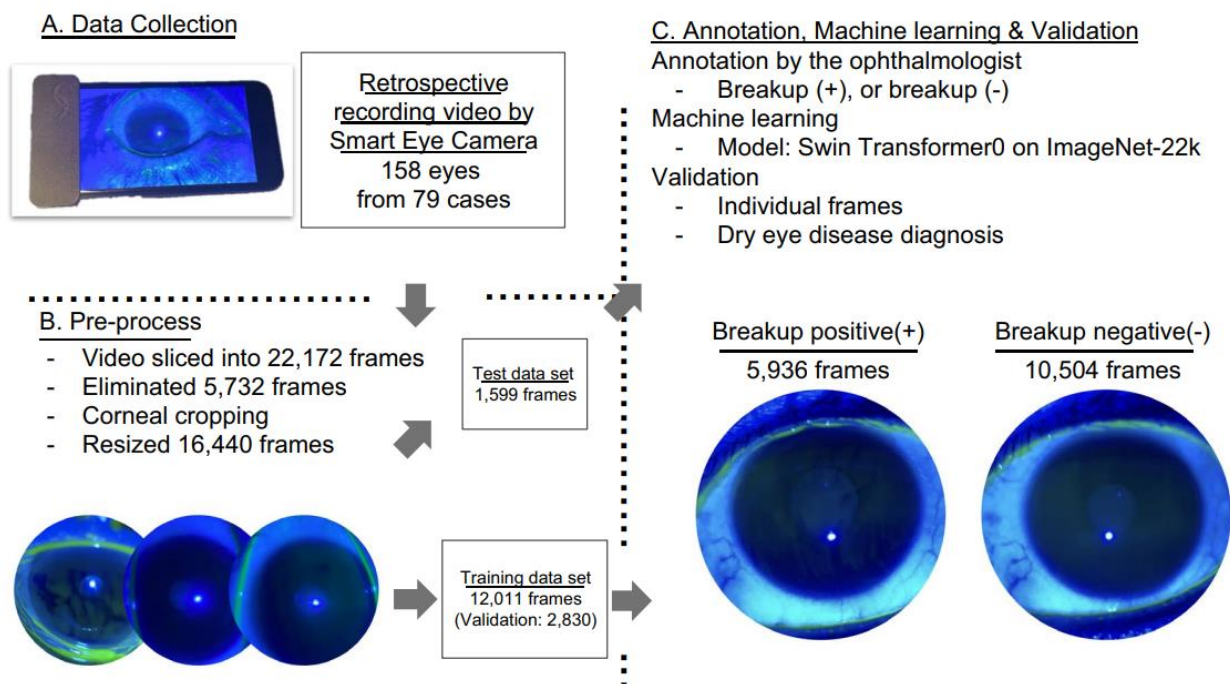 A. Data Collection
Retrospective
recording video by
Smart Eye Camera
158 eyes
from 79 cases
B. Pre-process
- Video sliced into 22,172 frames
- Eliminated 5,732 frames
- Corneal cropping
- Resized 16,440 frames
Test data set
1,599 frames
Training data set
12,011 frames
(Validation: 2,830)
C. Annotation, Machine learning & Validation
Annotation by the ophthalmologist
- Breakup (+), or breakup (-)
Machine learning
- Model: Swin Transformer0 on ImageNet-22k
Validation
- Individual frames
- Dry eye disease diagnosis
Breakup positive(+)
5,936 frames
Breakup negative(-)
10,504 frames